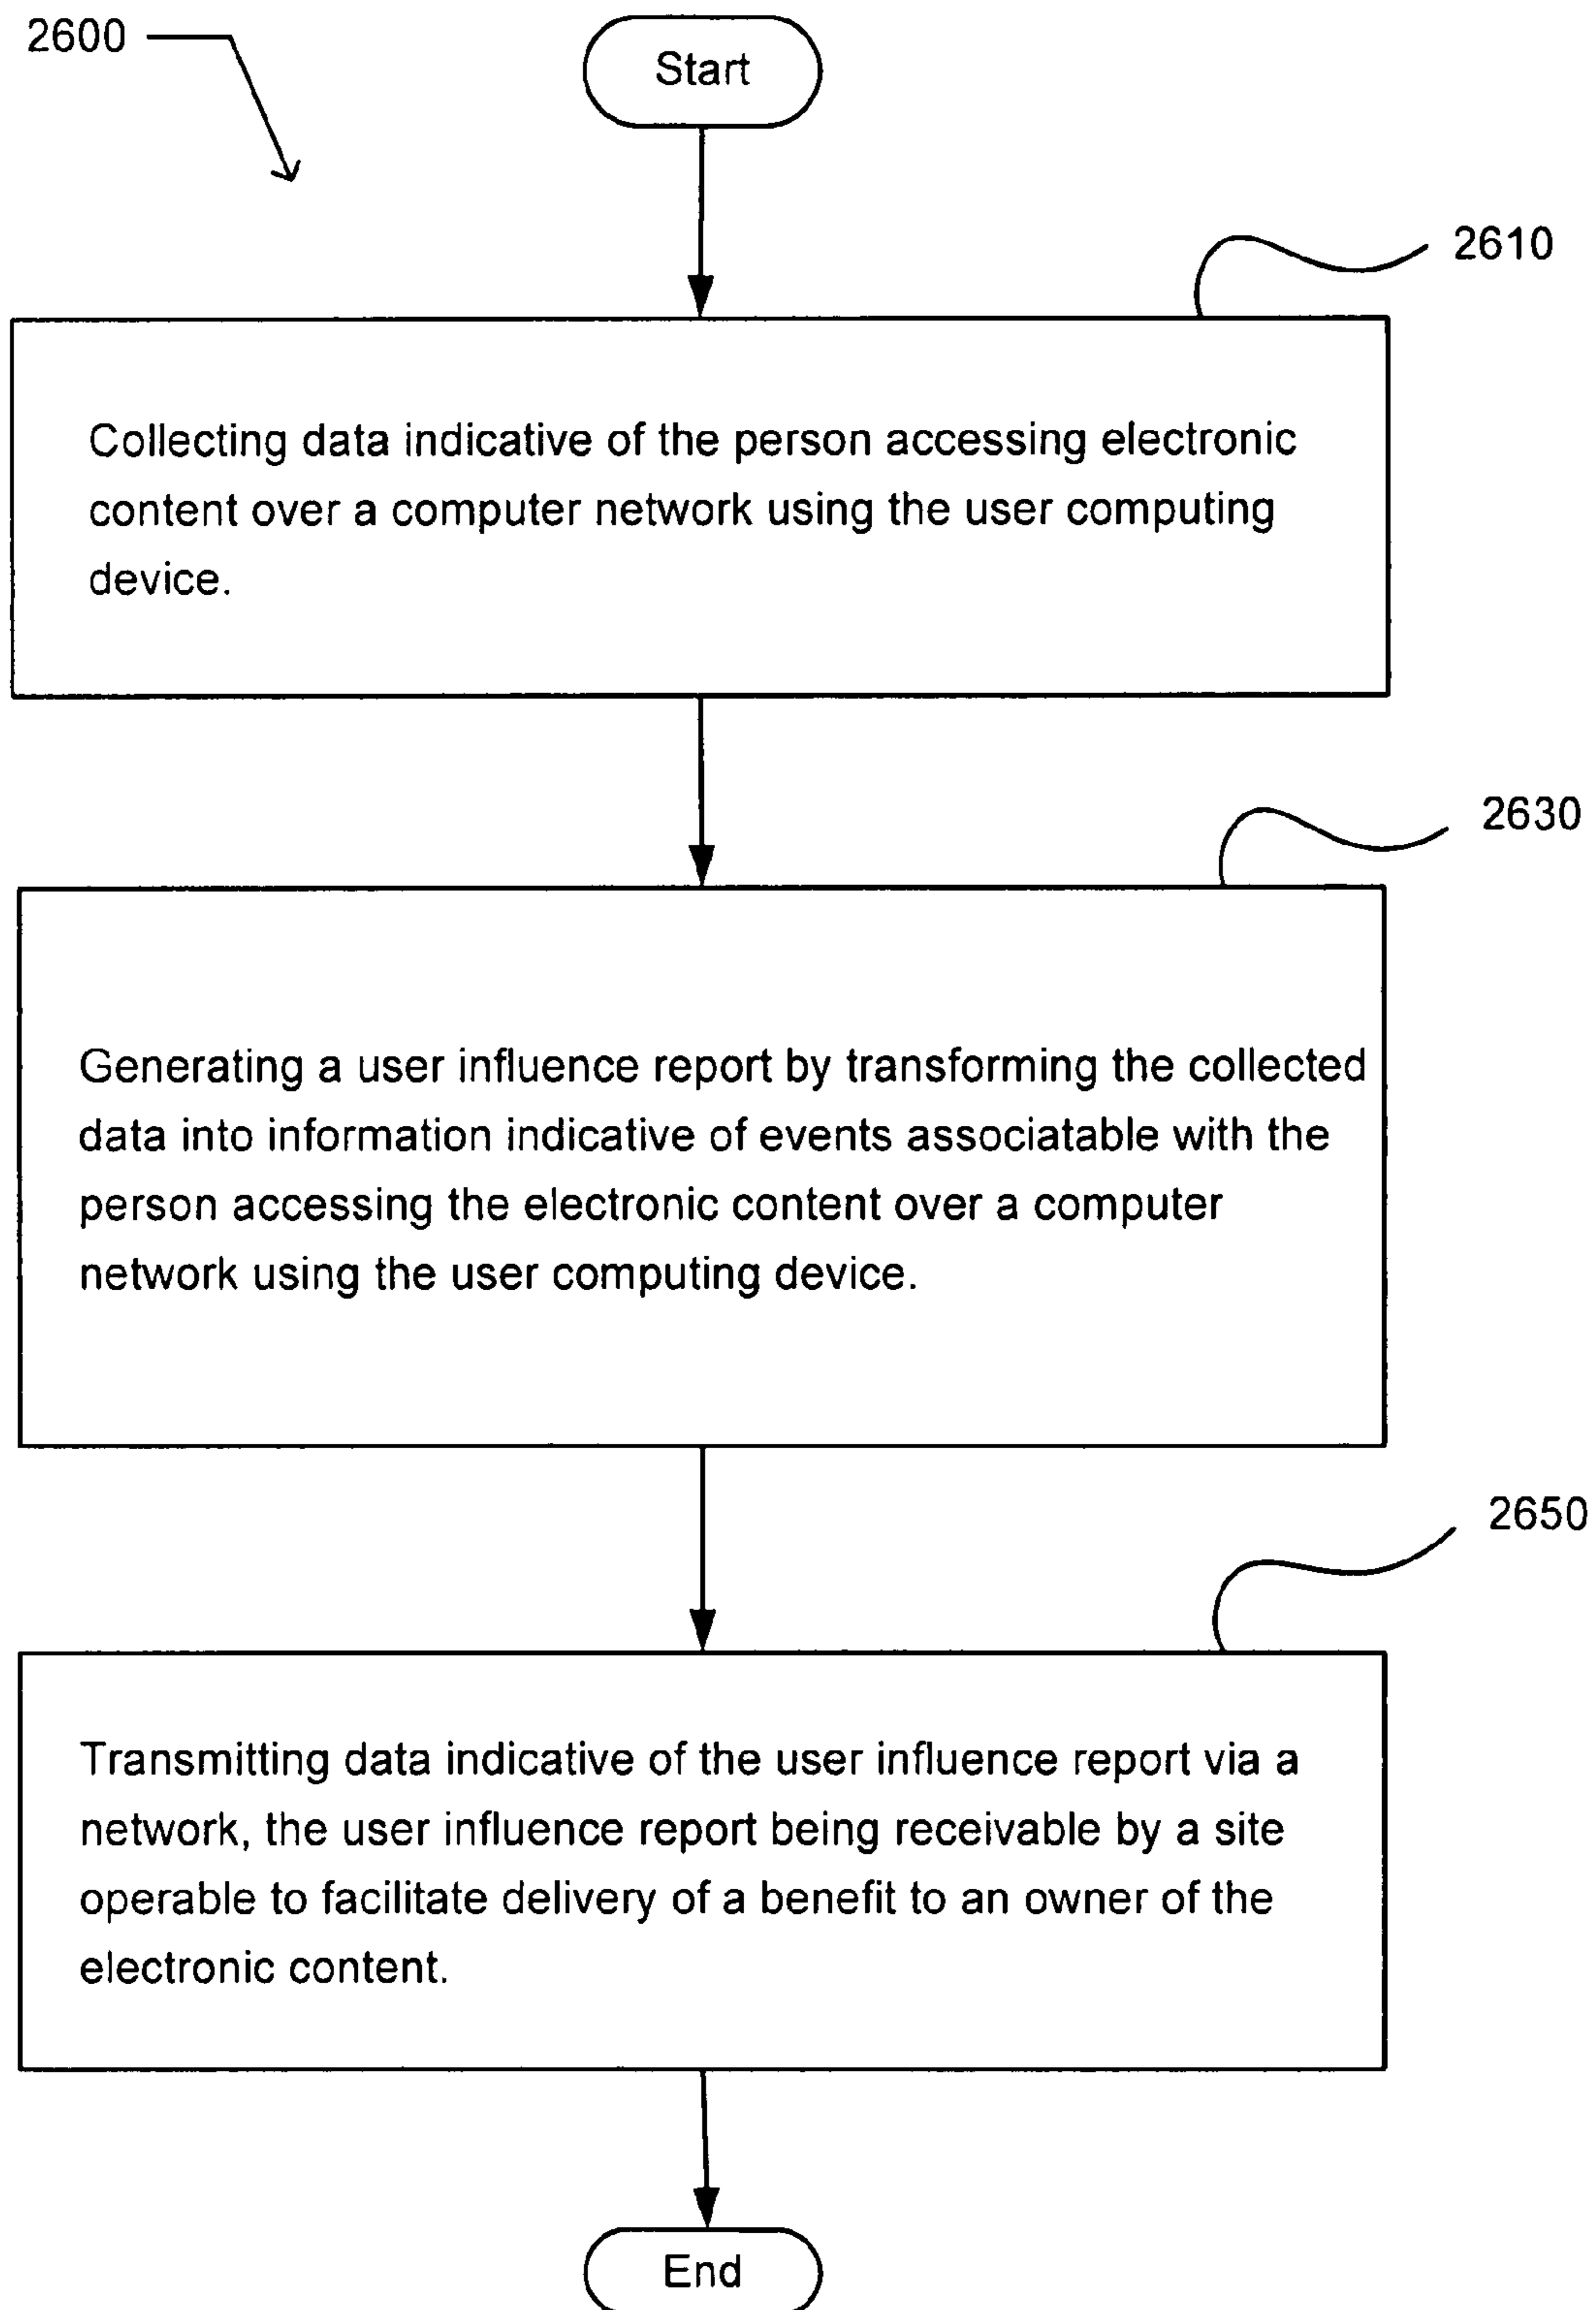 2600
Start
2610
Collecting data indicative of the person accessing electronic
content over a computer network using the user computing
device.
2630
Generating a user influence report by transforming the collected
data into information indicative of events associatable with the
person accessing the electronic content over a computer
network using the user computing device.
2650
Transmitting data indicative of the user influence report via a
network, the user influence report being receivable by a site
operable to facilitate delivery of a benefit to an owner of the
electronic content.
End